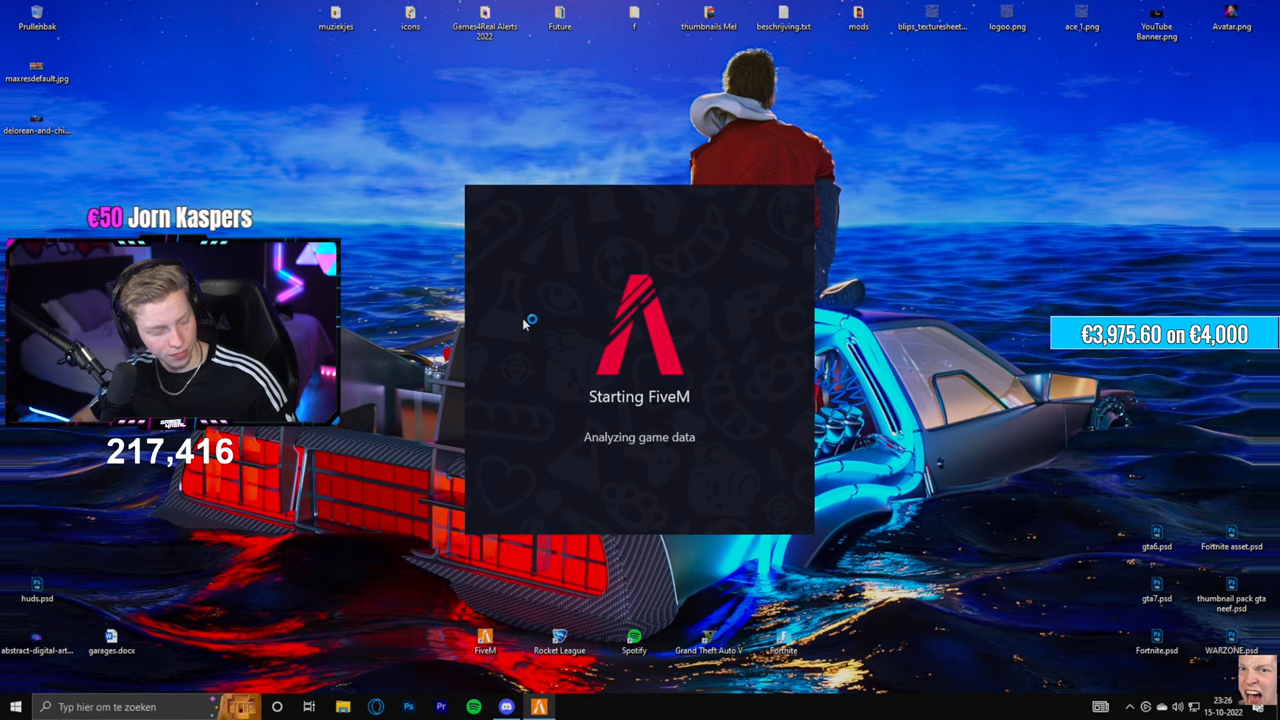 Prullenbak
muziekjes
icons
Games4Real Alerts
2022
Future
f
thumbnails Mel
beschrijving.txt
mods
blips_texturesheet...
logoo.png
ace 1.png
YouTube
Banner.png
Avatar.png
maxresdefault.jpg
delorean-and-chi...
€50 Jorn Kaspers
€3,975.60 on €4,000
Starting FiveM
Analyzing game data
217,416
gta6.psd
Fortnite asset.psd
huds.psd
gta7.psd
thumbnail pack gta
neef.psd
abstract-digital-art...
garages.docx
FiveM
Rocket League
Spotify
Grand Theft Auto V
Fortnite
Fortnite.psd
WARZONE.psd
Typ hier om te zoeken
Ps
Pr
23:26
15-10-2022